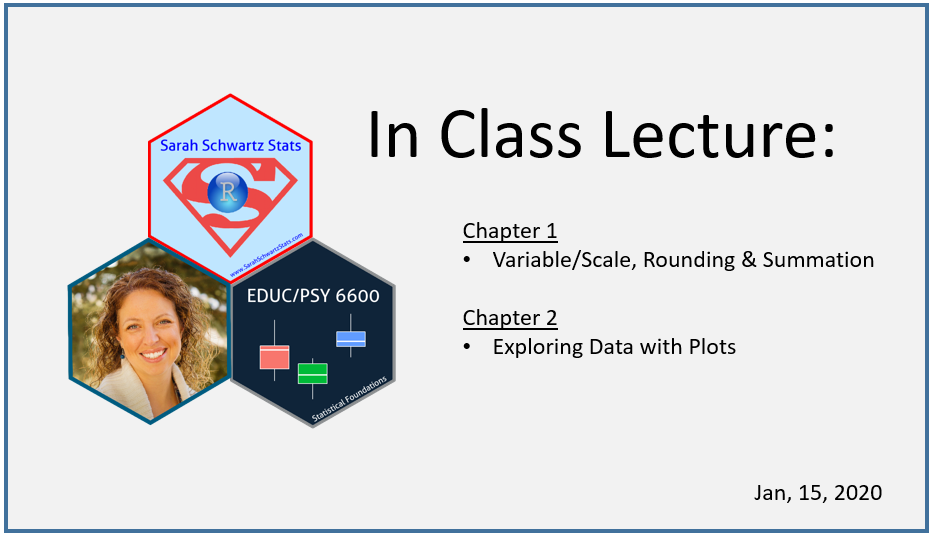 In Class Lecture:
Sarah Schwartz Stats
R
www.SarahSchwartzStats.com
EDUC/PSY 6600
Statistical Foundations
Chapter 1
• Variable/Scale, Rounding & Summation
Chapter 2
• Exploring Data with Plots
Jan, 15, 2020